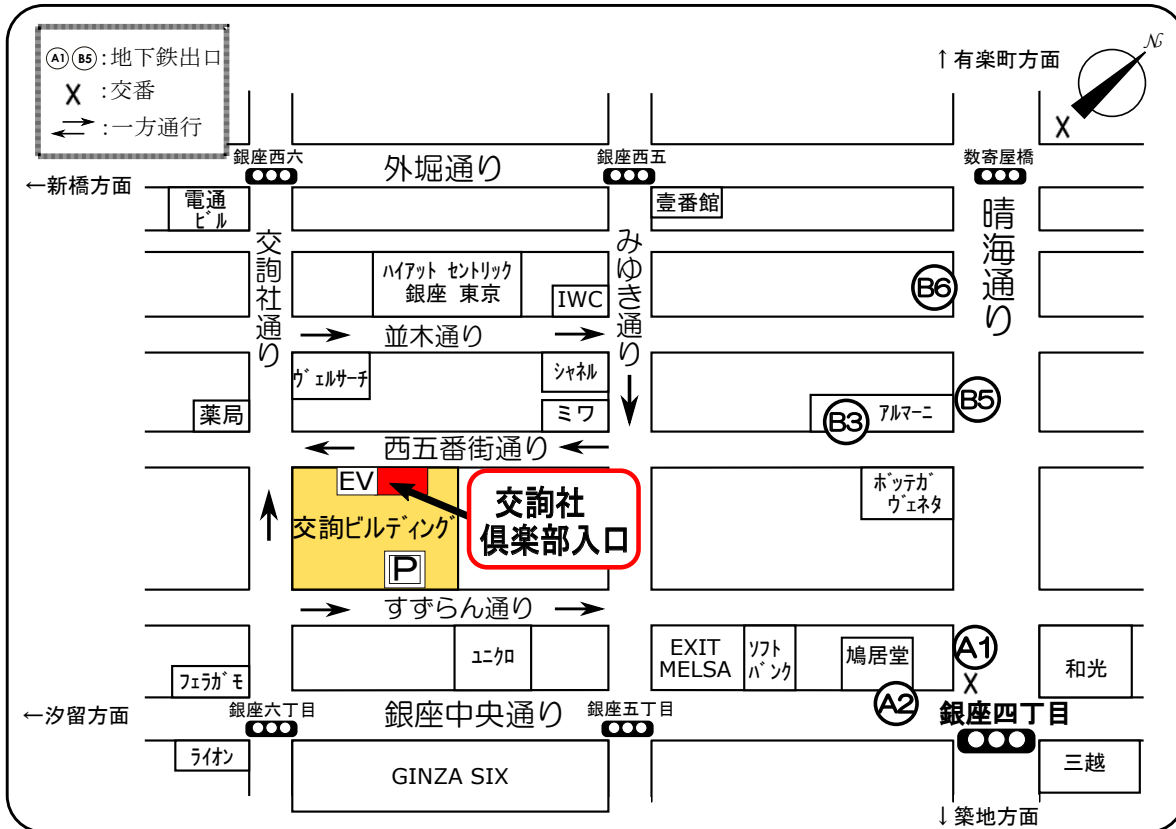 A1 B5:地下鉄出口
X :交番
:一方通行
↑有楽町方面
N
X
銀座西六
銀座西五
数寄屋橋
←新橋方面
外堀通り
電通
ビル
壹番館
交詢社通り
みゆき通り
晴海通り
ハイアット セントリック
銀座 東京
IWC
B6
並木通り
ヴェルサーチ
シャネル
薬局
ミワ
B3
アルマーニ
B5
西五番街通り
EV
交詢社
倶楽部入口
ボッテガ
ヴェネタ
交詢ビルディング
P
すずらん通り
ユニクロ
EXIT
MELSA
ソフト
バンク
鳩居堂
A1
和光
フェラガモ
X
A2
←汐留方面
銀座六丁目
銀座中央通り
銀座五丁目
銀座四丁目
ライオン
GINZA SIX
三越
↓築地方面